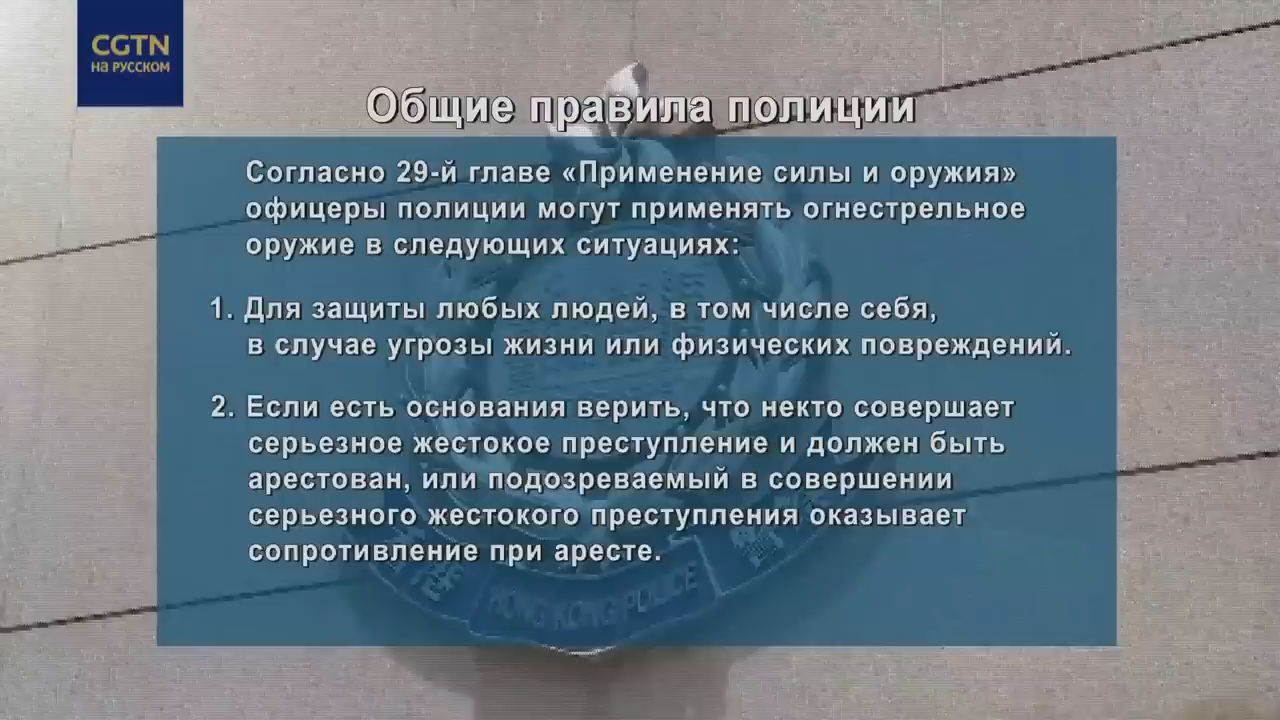 CGTN
на русском
Общие правила полиции
Согласно 29-й главе «Применение силы и оружия»
офицеры полиции могут применять огнестрельное
оружие в следующих ситуациях:
1. Для защиты любых людей, в том числе себя,
в случае угрозы жизни или физических повреждений.
2. Если есть основания верить, что некто совершает
серьезное жестокое преступление и должен быть
арестован, или подозреваемый в совершении
серьезного жестокого преступления оказывает
сопротивление при аресте.
HONG KONG POLICE